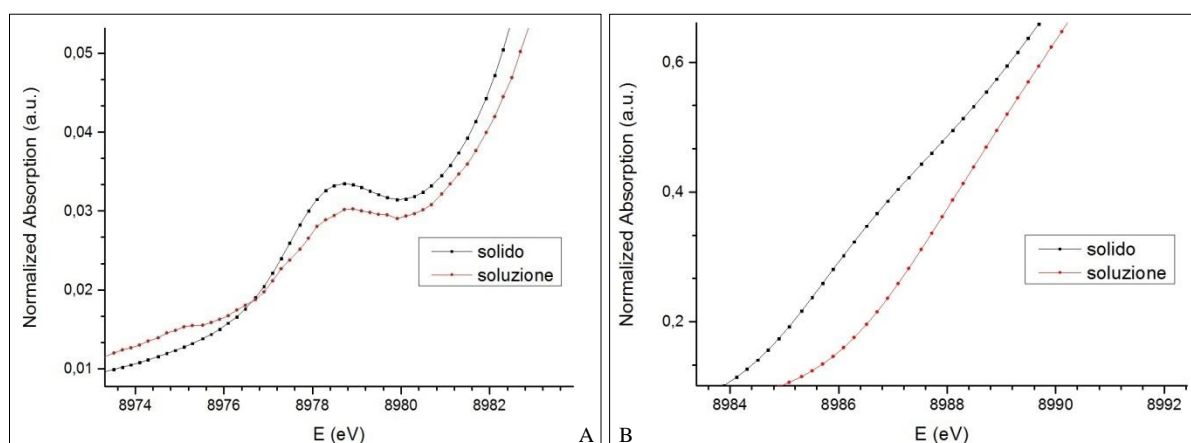 0,05
0,04
0,03
0,02
0,01
Normalized Absorption (a.u.)
solido
soluzione
8974 8976 8978 8980 8982
E (eV)
A
0,6
0,4
0,2
Normalized Absorption (a.u.)
solido
soluzione
8984 8986 8988 8990 8992
E (eV)
B